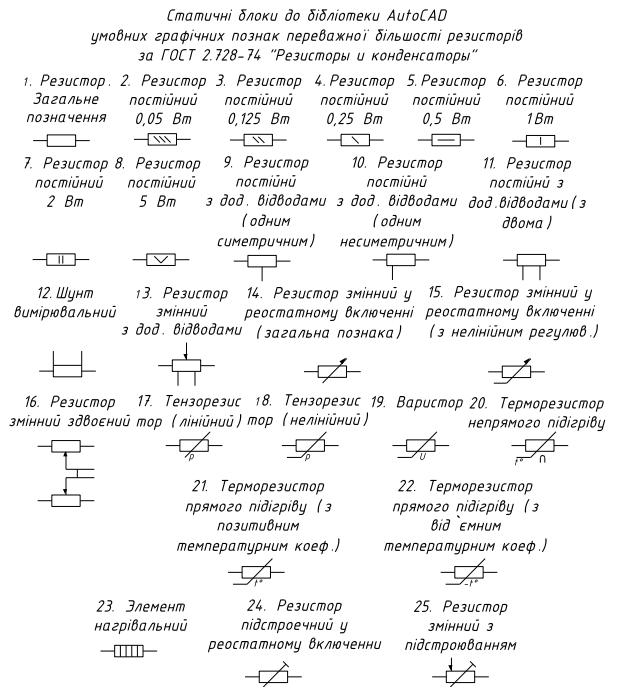 Статичні блоки до бібліотеки AutoCAD
умовних графічних познак переважної більшості резисторів
за ГОСТ 2.728-74 "Резисторы и конденсаторы"
1. Резистор.
Загальне
позначення
2. Резистор
постійний
0,05 Вт
3. Резистор
постійний
0,125 Вт
4. Резистор
постійний
0,25 Вт
5. Резистор
постійний
0,5 Вт
6. Резистор
постійний
1Вт
7. Резистор
постійний
2 Вт
8. Резистор
постійний
5 Вт
9. Резистор
постійнй
з дод. відводами
(одним
симетричним)
10. Резистор
постійнй
з дод. відводами
(одним
несиметричним)
11. Резистор
постійнй з
дод.відводами(з
двома)
12. Шунт
вимірювальний
13. Резистор
змінний
з дод. відводами
14. Резистор змінний у
реостатному включенні
(загальна познака)
15. Резистор змінний у
реостатному включенні
(з нелінійним регулюв.)
16. Резистор
змінний здвоєний
17. Тензорезис
тор (лінійний)
18. Тензорезис
тор (нелінійний)
19. Варистор
20. Терморезистор
непрямого підігріву
P
P
U
t°
21. Терморезистор
прямого підігріву (з
позитивним
температурним коеф.)
22. Терморезистор
прямого підігріву (з
від`ємним
температурним коеф.)
t°
-t°
23. Элемент
нагрівальний
24. Резистор
підстроечний у
реостатному включенни
25. Резистор
змінний з
підстроюванням